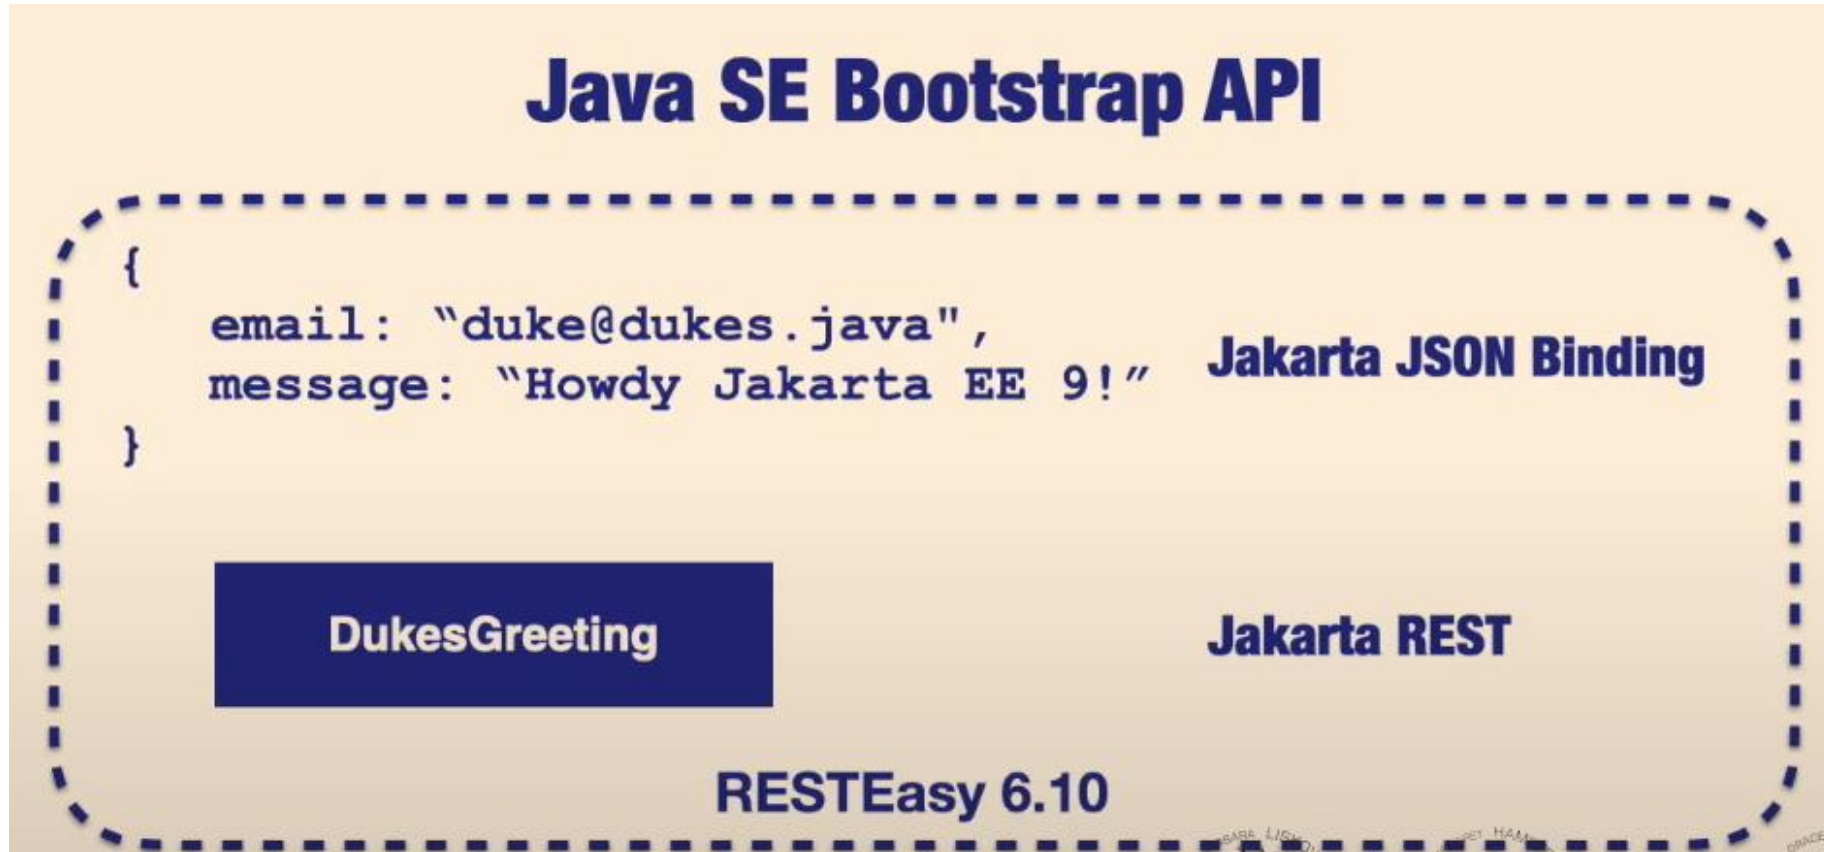 Java SE Bootstrap API
{
email: “duke@dukes.java",
message: “Howdy Jakarta EE 9!”
}
Jakarta JSON Binding
DukesGreeting
Jakarta REST
RESTEasy 6.10